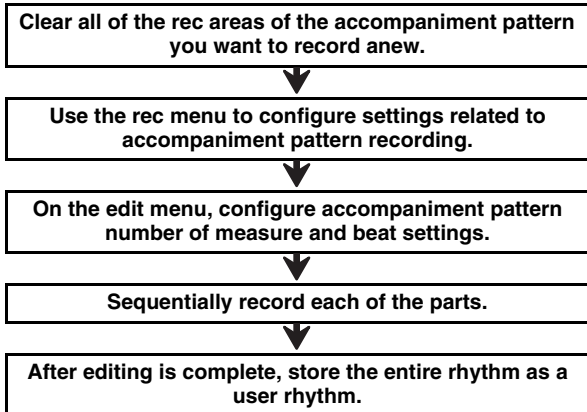 Clear all of the rec areas of the accompaniment pattern
you want to record anew.
Use the rec menu to configure settings related to
accompaniment pattern recording.
On the edit menu, configure accompaniment pattern
number of measure and beat settings.
Sequentially record each of the parts.
After editing is complete, store the entire rhythm as a
user rhythm.